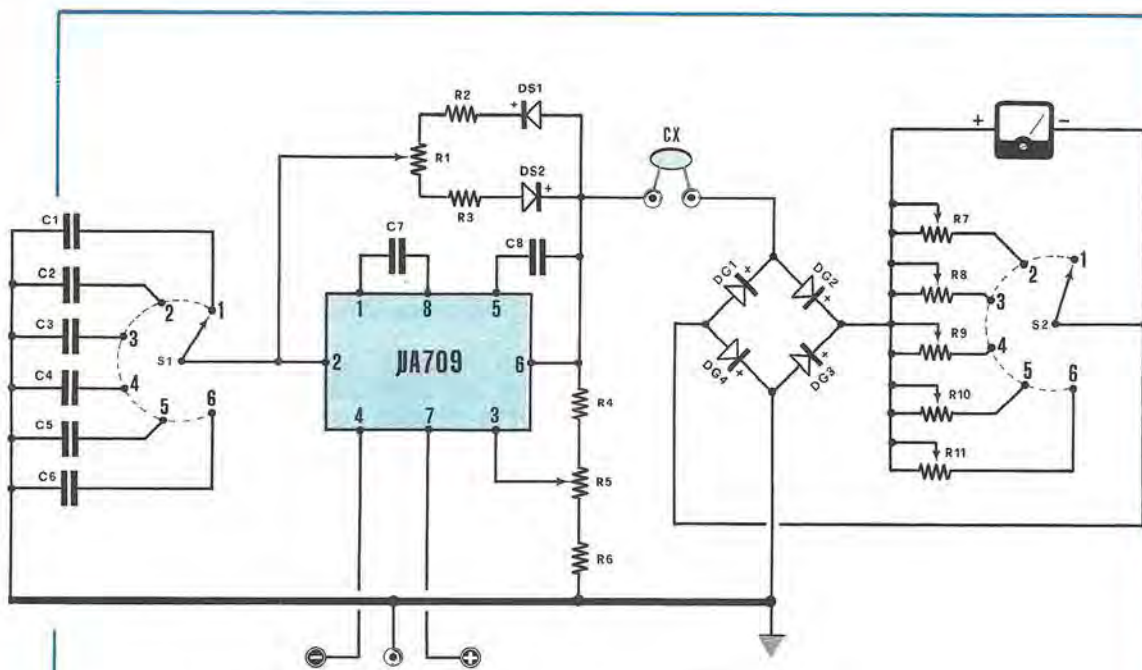 R2
DS1
+
CX
+
-
R1
DS2
+
R3
C1
C7
C8
R7
C2
2
1
1
8
5
DG1
+
DG2
+
2
1
R8
C3
3
S1
2
µA709
6
3
S2
R9
C4
4
4
7
3
R4
DG4
+
DG3
+
4
C5
5
6
5
6
R10
C6
R5
R11
R6
-
+